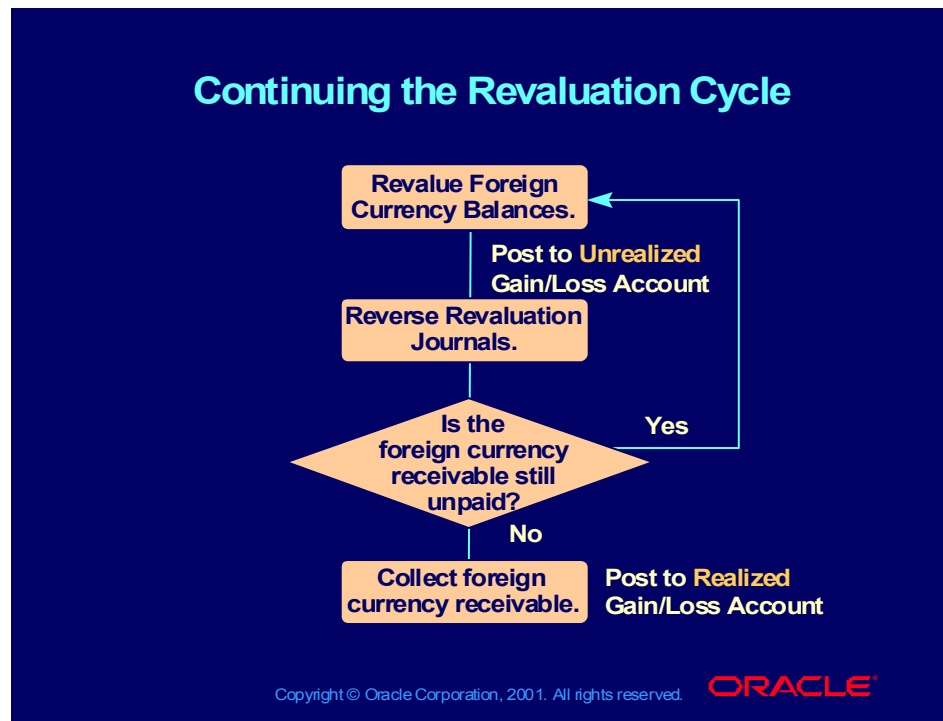 Continuing the Revaluation Cycle
Revalue Foreign
Currency Balances.
Post to Unrealized
Gain/Loss Account
Reverse Revaluation
Journals.
Is the
foreign currency
receivable still
unpaid?
Yes
No
Collect foreign
currency receivable.
Post to Realized
Gain/Loss Account
Copyright © Oracle Corporation, 2001. All rights reserved.
ORACLE®